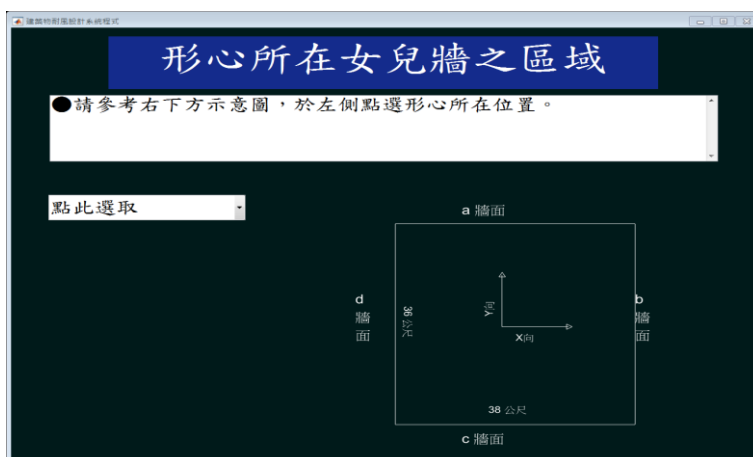 建築物耐風設計系統程式
形心所在女兒牆之區域
●請參考右下方示意圖,於左側點選形心所在位置。
點此選取
a 牆面
d
牆
面
36 公尺
Y向
X向
b
牆
面
38 公尺
c 牆面